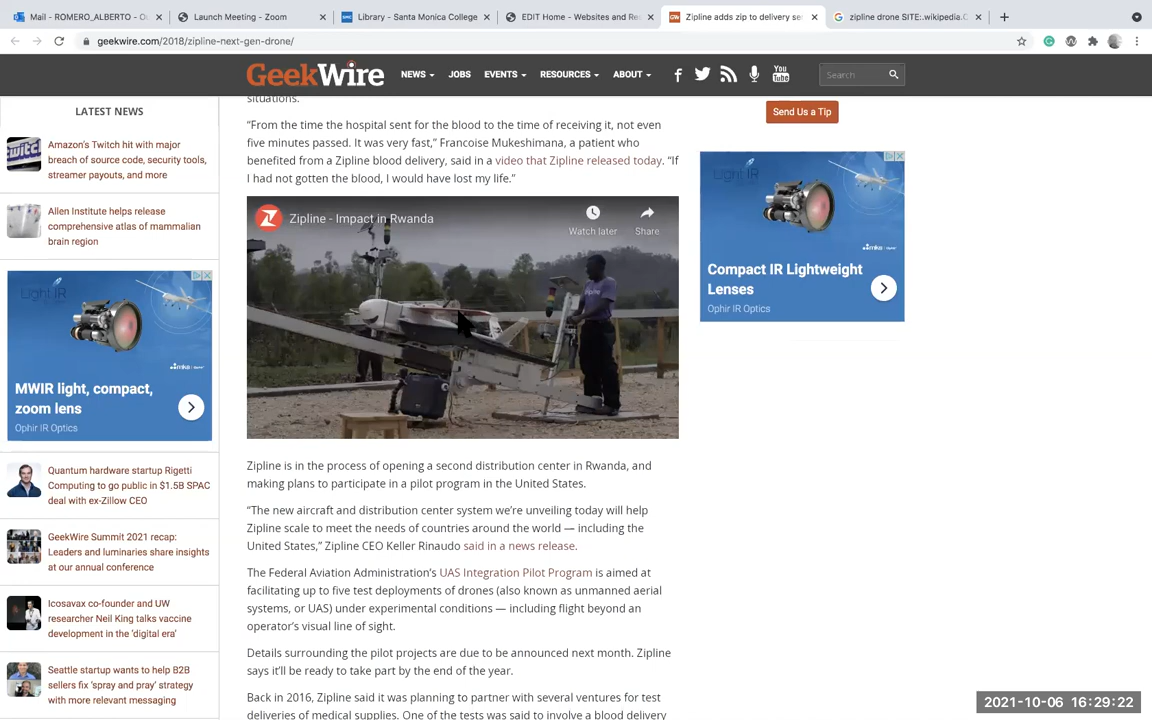 Mail - ROMERO_ALBERTO - O
Launch Meeting - Zoom
Library - Santa Monica College
EDIT Home - Websites and Re
Zipline adds zip to delivery se
zipline drone SITE:.wikipedia.
geekwire.com/2018/zipline-next-gen-drone/
GeekWire
NEWS
JOBS
EVENTS
RESOURCES
ABOUT
You
Tube
Search
LATEST NEWS
Amazon's Twitch hit with major
breach of source code, security tools,
streamer payouts, and more
Allen Institute helps release
comprehensive atlas of mammalian
brain region
Light IR
MWIR light, compact,
zoom lens
Ophir IR Optics
Quantum hardware startup Rigetti
Computing to go public in $1.5B SPAC
deal with ex-Zillow CEO
GeekWire Summit 2021 recap:
Leaders and luminaries share insights
at our annual conference
Icosavax co-founder and UW
researcher Neil King talks vaccine
development in the 'digital era'
Seattle startup wants to help B2B
sellers fix 'spray and pray' strategy
with more relevant messaging
situations.
“From the time the hospital sent for the blood to the time of receiving it, not even
five minutes passed. It was very fast,” Francoise Mukeshimana, a patient who
benefited from a Zipline blood delivery, said in a video that Zipline released today. “If
I had not gotten the blood, I would have lost my life.”
Zipline - Impact in Rwanda
Watch later
Share
Zipline is in the process of opening a second distribution center in Rwanda, and
making plans to participate in a pilot program in the United States.
“The new aircraft and distribution center system we’re unveiling today will help
Zipline scale to meet the needs of countries around the world — including the
United States,” Zipline CEO Keller Rinaudo said in a news release.
The Federal Aviation Administration’s UAS Integration Pilot Program is aimed at
facilitating up to five test deployments of drones (also known as unmanned aerial
systems, or UAS) under experimental conditions — including flight beyond an
operator’s visual line of sight.
Details surrounding the pilot projects are due to be announced next month. Zipline
says it’ll be ready to take part by the end of the year.
Back in 2016, Zipline said it was planning to partner with several ventures for test
deliveries of medical supplies. One of the tests was said to involve a blood delivery
Send Us a Tip
Light IR
mks
Compact IR Lightweight
Lenses
Ophir IR Optics
2021-10-06 16:29:22